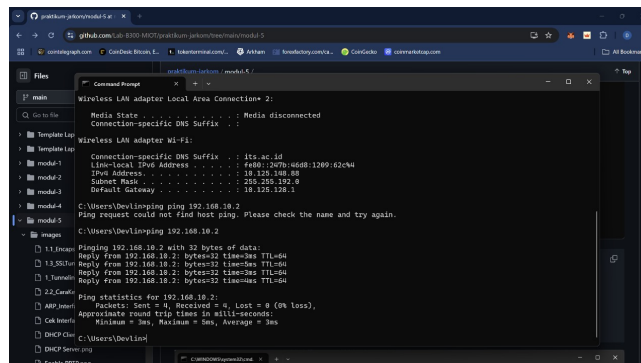 praktikum-jarkom/modul-5 at
github.com/Lab-B300-MIOT/praktikum-jarkom/tree/main/modul-5
cointelegraph.com
CoinDesk: Bitcoin, E...
tokenterminal.com/...
Arkham
forexfactory.com/ca...
CoinGecko
coinmarketcap.com
All Bookmar
Files
praktikum-jarkom / modul-5 /
Top
main
Go to file
Template Lap
Template Lap
modul-1
modul-2
modul-3
modul-4
modul-5
images
1.1_Encaps
1.3_SSLTun
1_Tunnelin
2.2_CaraKe
ARP_Interf
Cek Interfa
DHCP Clien
DHCP Server.png
Command Prompt
Wireless LAN adapter Local Area Connection* 2:
Media State . . . . . . . . . . . : Media disconnected
Connection-specific DNS Suffix  . :
Wireless LAN adapter Wi-Fi:
Connection-specific DNS Suffix  . : its.ac.id
Link-local IPv6 Address . . . . . : fe80::247b:46d8:1209:62c%4
IPv4 Address. . . . . . . . . . . : 10.125.148.88
Subnet Mask . . . . . . . . . . . : 255.255.192.0
Default Gateway . . . . . . . . . : 10.125.128.1
C:\Users\Devlin>ping ping 192.168.10.2
Ping request could not find host ping. Please check the name and try again.
C:\Users\Devlin>ping 192.168.10.2
Pinging 192.168.10.2 with 32 bytes of data:
Reply from 192.168.10.2: bytes=32 time=3ms TTL=64
Reply from 192.168.10.2: bytes=32 time=5ms TTL=64
Reply from 192.168.10.2: bytes=32 time=3ms TTL=64
Reply from 192.168.10.2: bytes=32 time=4ms TTL=64
Ping statistics for 192.168.10.2:
Packets: Sent = 4, Received = 4, Lost = 0 (0% loss),
Approximate round trip times in milli-seconds:
Minimum = 3ms, Maximum = 5ms, Average = 3ms
C:\Users\Devlin>
C:\WINDOWS\system32\cmd.